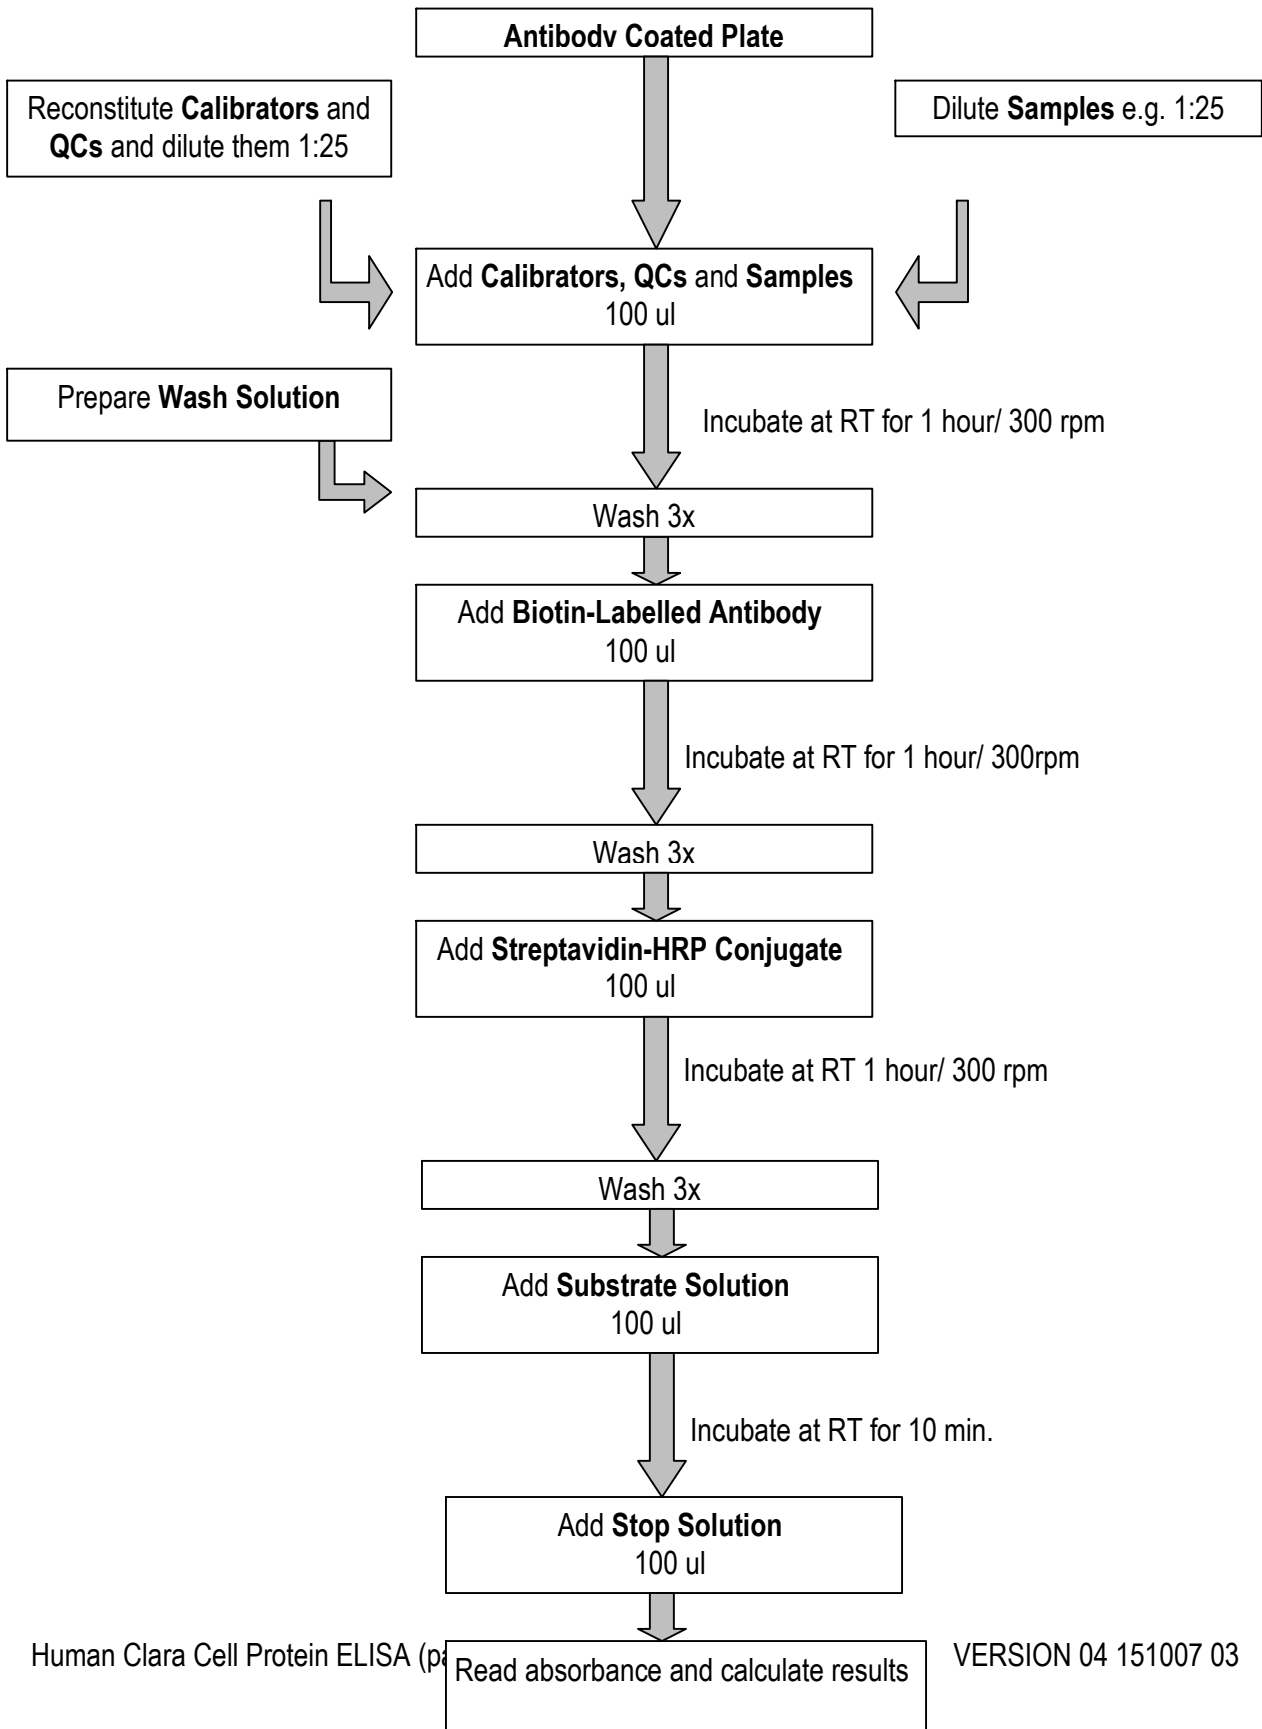 Antibody Coated Plate
Reconstitute Calibrators and
QCs and dilute them 1:25
Dilute Samples e.g. 1:25
Add Calibrators, QCs and Samples
100 ul
Prepare Wash Solution
Incubate at RT for 1 hour/ 300 rpm
Wash 3x
Add Biotin-Labelled Antibody
100 ul
Incubate at RT for 1 hour/ 300rpm
Wash 3x
Add Streptavidin-HRP Conjugate
100 ul
Incubate at RT 1 hour/ 300 rpm
Wash 3x
Add Substrate Solution
100 ul
Incubate at RT for 10 min.
Add Stop Solution
100 ul
Human Clara Cell Protein ELISA
VERSION 04 151007 03
Read absorbance and calculate results